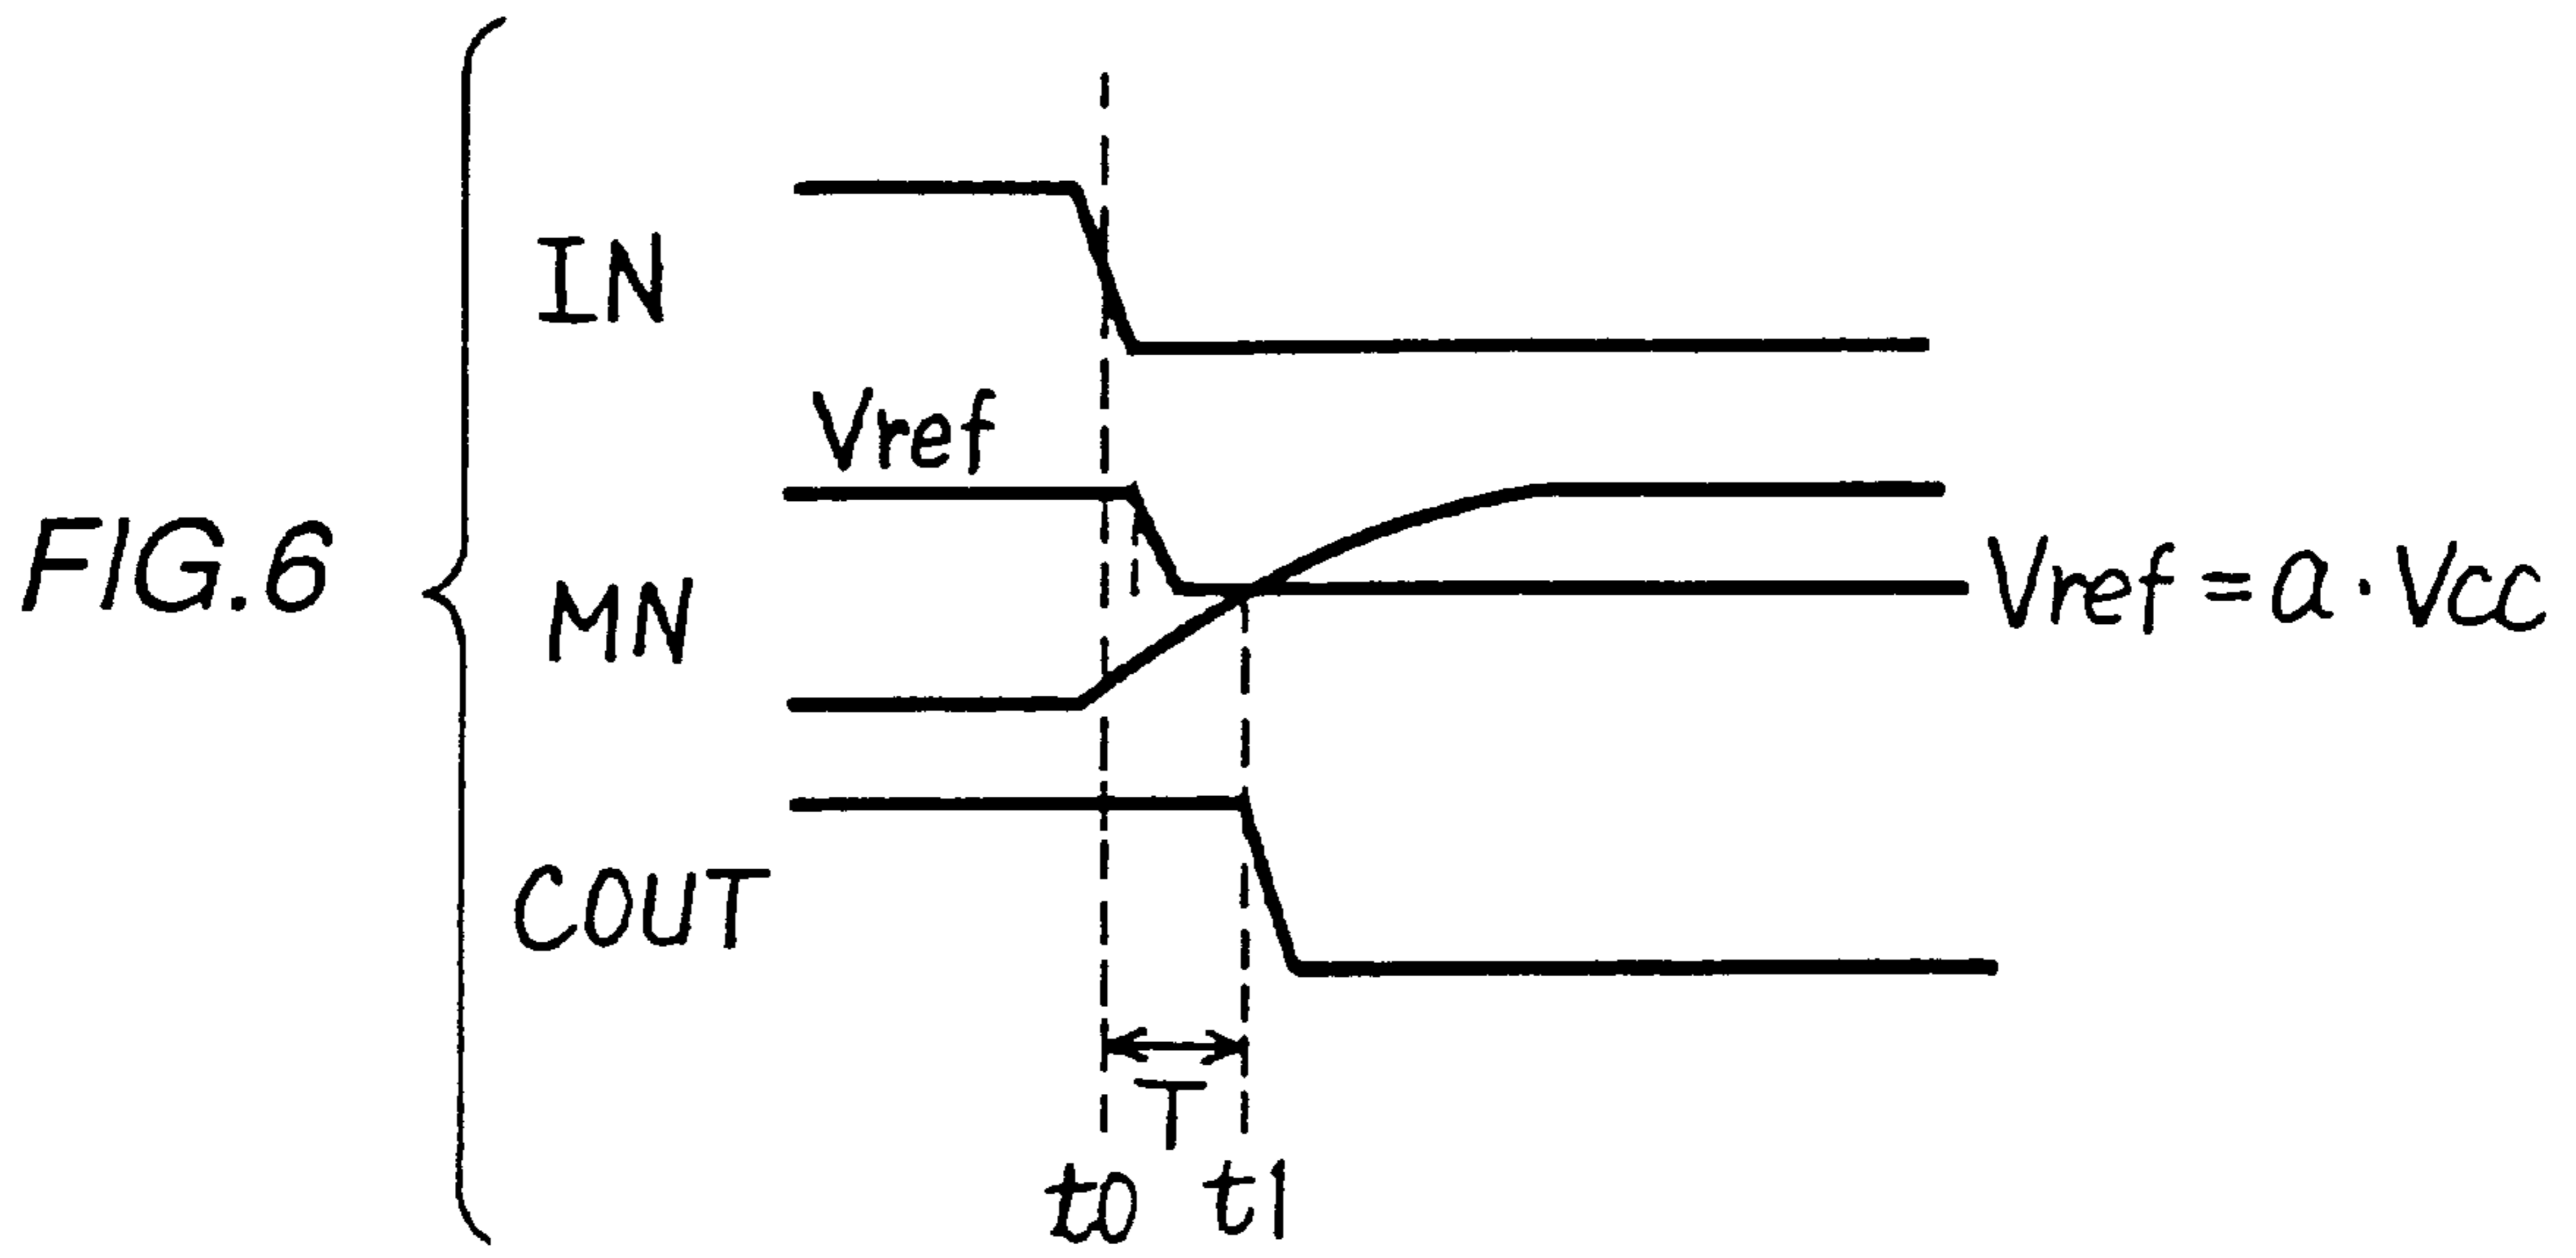 FIG.6
IN
Vref
MN
Vref = a · Vcc
COUT
T
t0 t1